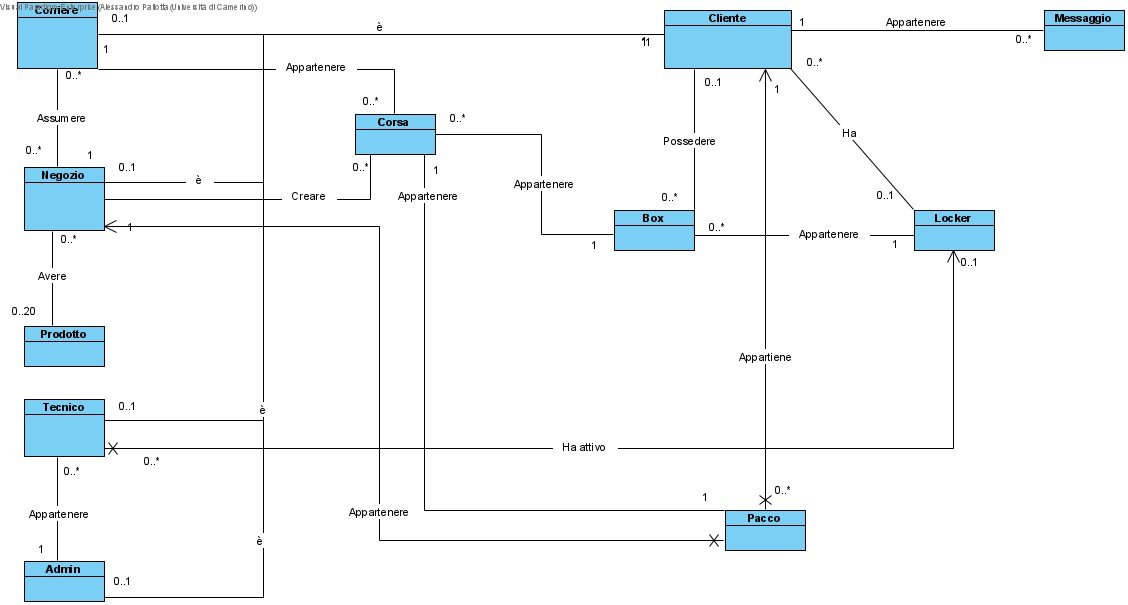 Visual Paradigm Enterprise (Alessandro Pallotta (Università di Camerino))
Corriere
0..1
è
Cliente
1
Appartenere
0..*
Messaggio
1
1
1
0..*
Appartenere
0..*
0..1
1
0..*
0..*
Corsa
0..*
Assumere
Possedere
Ha
0..*
1
Negozio
0..1
è
0..*
1
Appartenere
Appartenere
Creare
0..*
0..1
Box
0..*
Appartenere
1
Locker
1
1
0..*
0..1
Avere
0..20
Prodotto
Appartiene
Tecnico
0..1
è
0..*
Ha attivo
0..*
0..*
1
Appartenere
Appartenere
Pacco
1
è
Admin
0..1